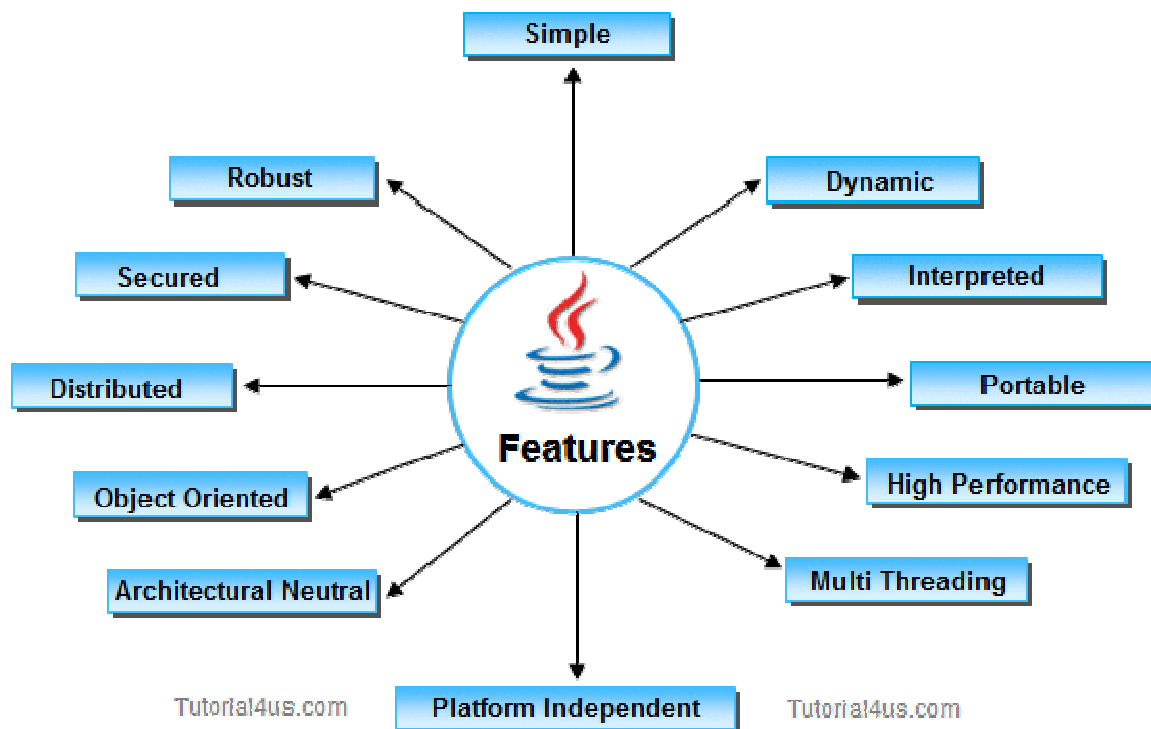 Simple
Robust
Dynamic
Secured
Interpreted
Distributed
Portable
Features
Object Oriented
High Performance
Architectural Neutral
Multi Threading
Tutorial4us.com
Platform Independent
Tutorial4us.com